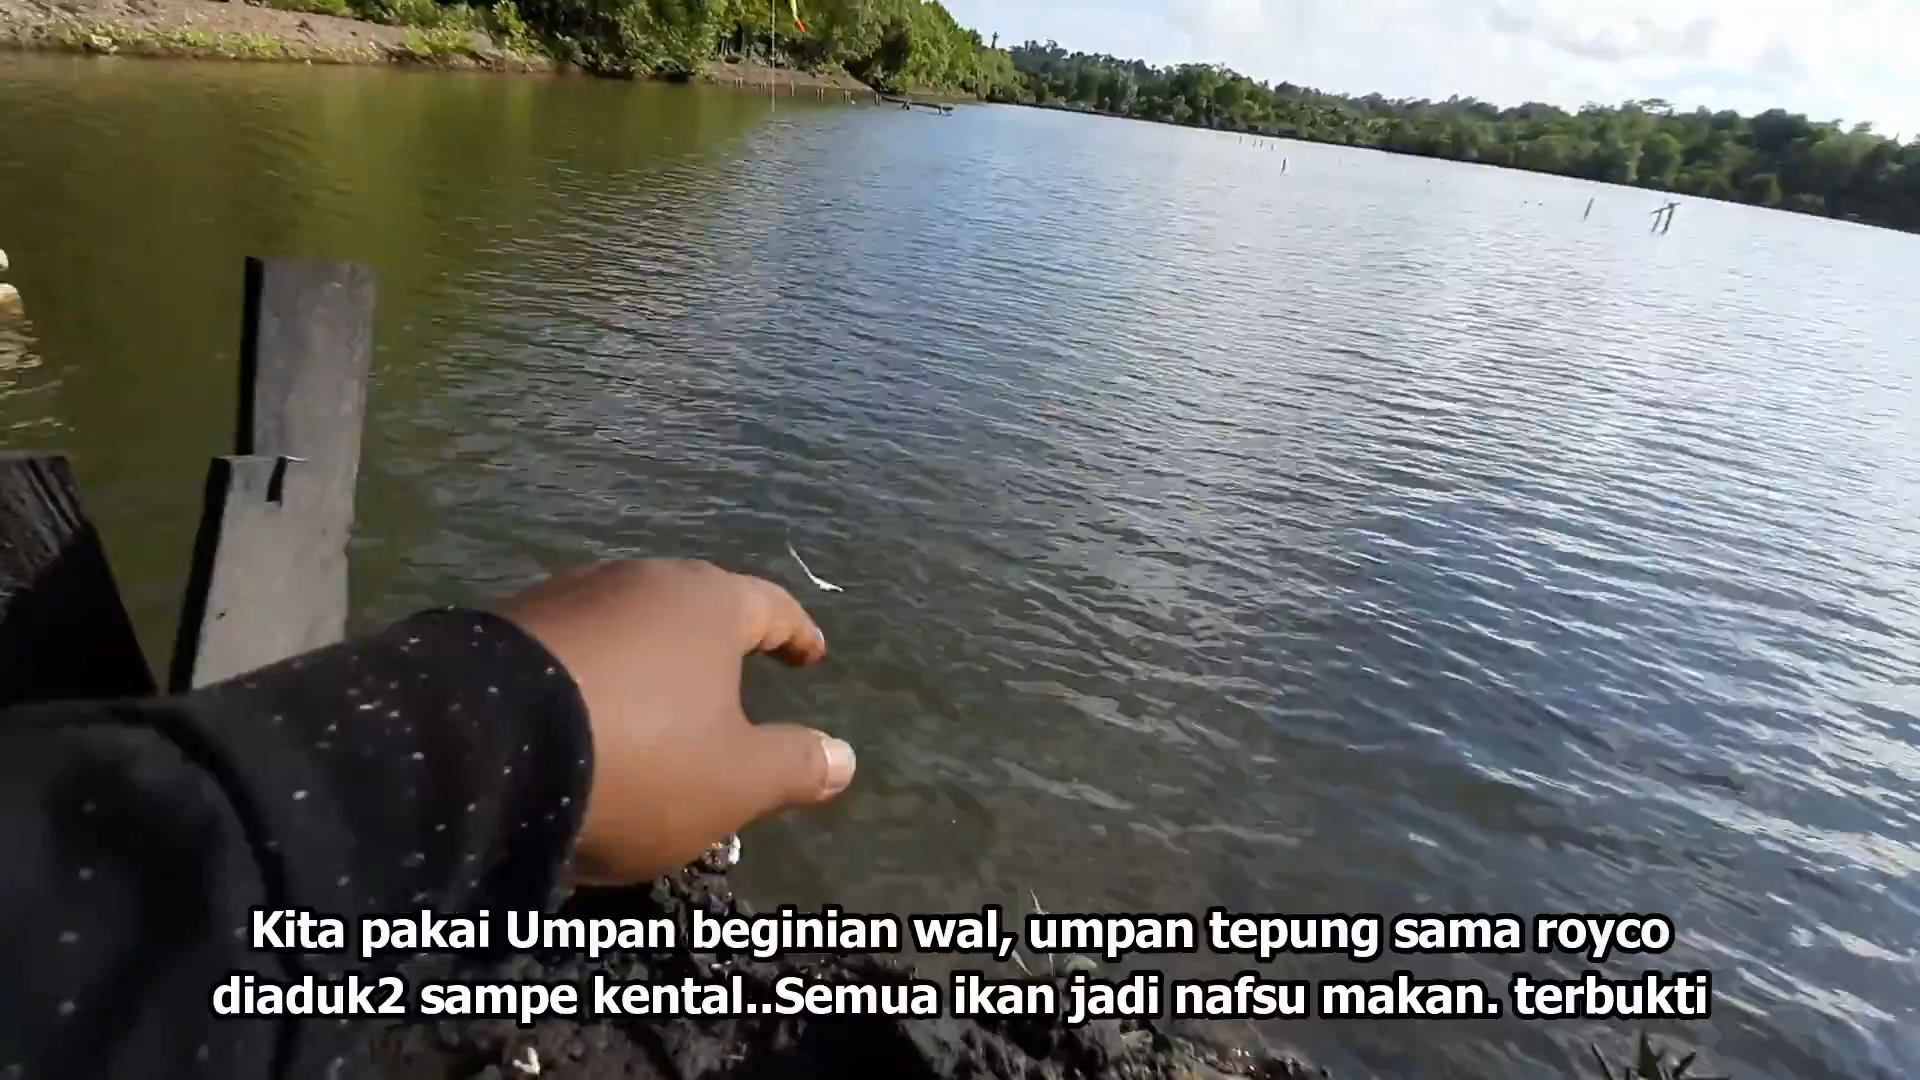 Kita pakai Umpan beginian wal, umpan tepung sama royco
diaduk2 sampe kental..Semua ikan jadi nafsu makan. terbukti